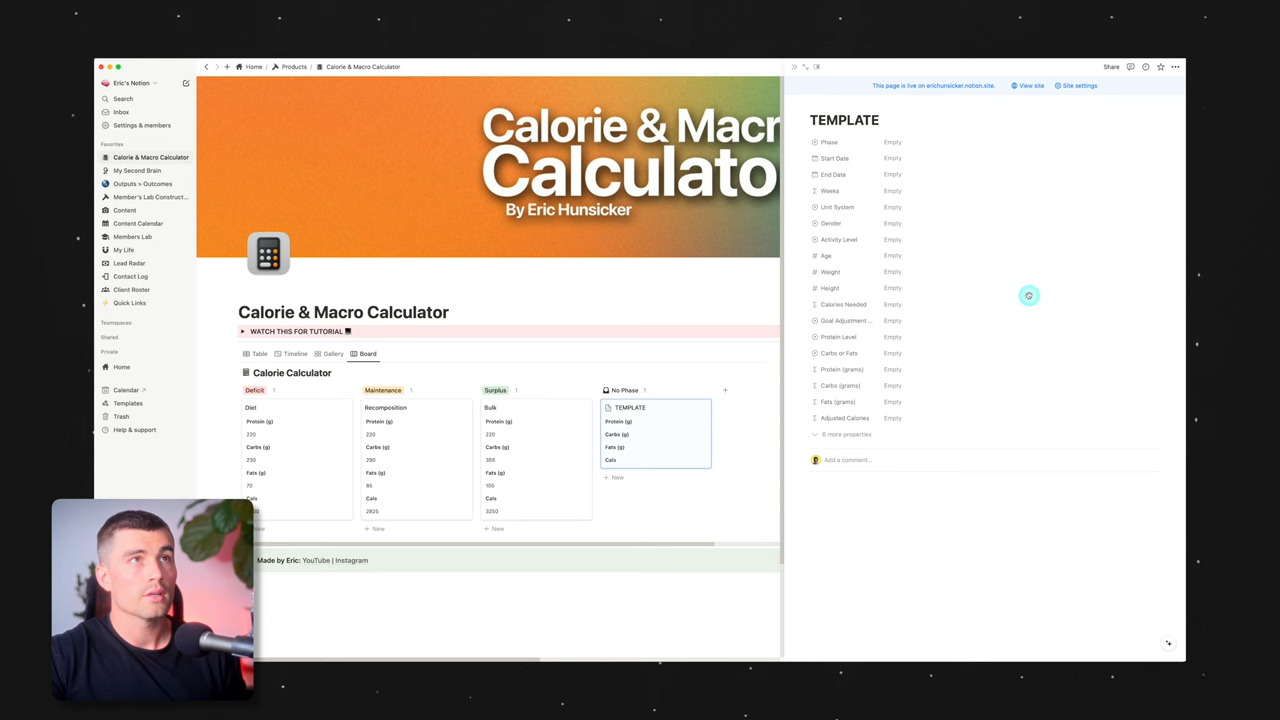 Eric's Notion
Search
Inbox
Settings & members
Favorites
Calorie & Macro Calculator
My Second Brain
Outputs > Outcomes
Member's Lab Construct...
Content
Content Calendar
Members Lab
My Life
Lead Radar
Contact Log
Client Roster
Quick Links
Teamspaces
Shared
Private
Home
Calendar
Templates
Trash
Help & support
Home / Products / Calorie & Macro Calculator
Calorie & Macr
Calculato
By Eric Hunsicker
Calorie & Macro Calculator
WATCH THIS FOR TUTORIAL
Table Timeline Gallery Board
Calorie Calculator
Deficit 1 Maintenance 1 Surplus 1 No Phase 1
Diet Recomposition Bulk TEMPLATE
Protein (g) Protein (g) Protein (g) Protein (g)
220 220 220 Carbs (g)
Carbs (g) Carbs (g) Carbs (g) Fats (g)
230 290 355 Cals
Fats (g) Fats (g) Fats (g) + New
70 85 105
Cals Cals Cals
2825 3250
+ New + New
Made by Eric: YouTube | Instagram
Share
This page is live on erichunsicker.notion.site. View site Site settings
TEMPLATE
Phase Empty
Start Date Empty
End Date Empty
Weeks Empty
Unit System Empty
Gender Empty
Activity Level Empty
Age Empty
Weight Empty
Height Empty
Calories Needed Empty
Goal Adjustment ... Empty
Protein Level Empty
Carbs or Fats Empty
Protein (grams) Empty
Carbs (grams) Empty
Fats (grams) Empty
Adjusted Calories Empty
6 more properties
Add a comment...